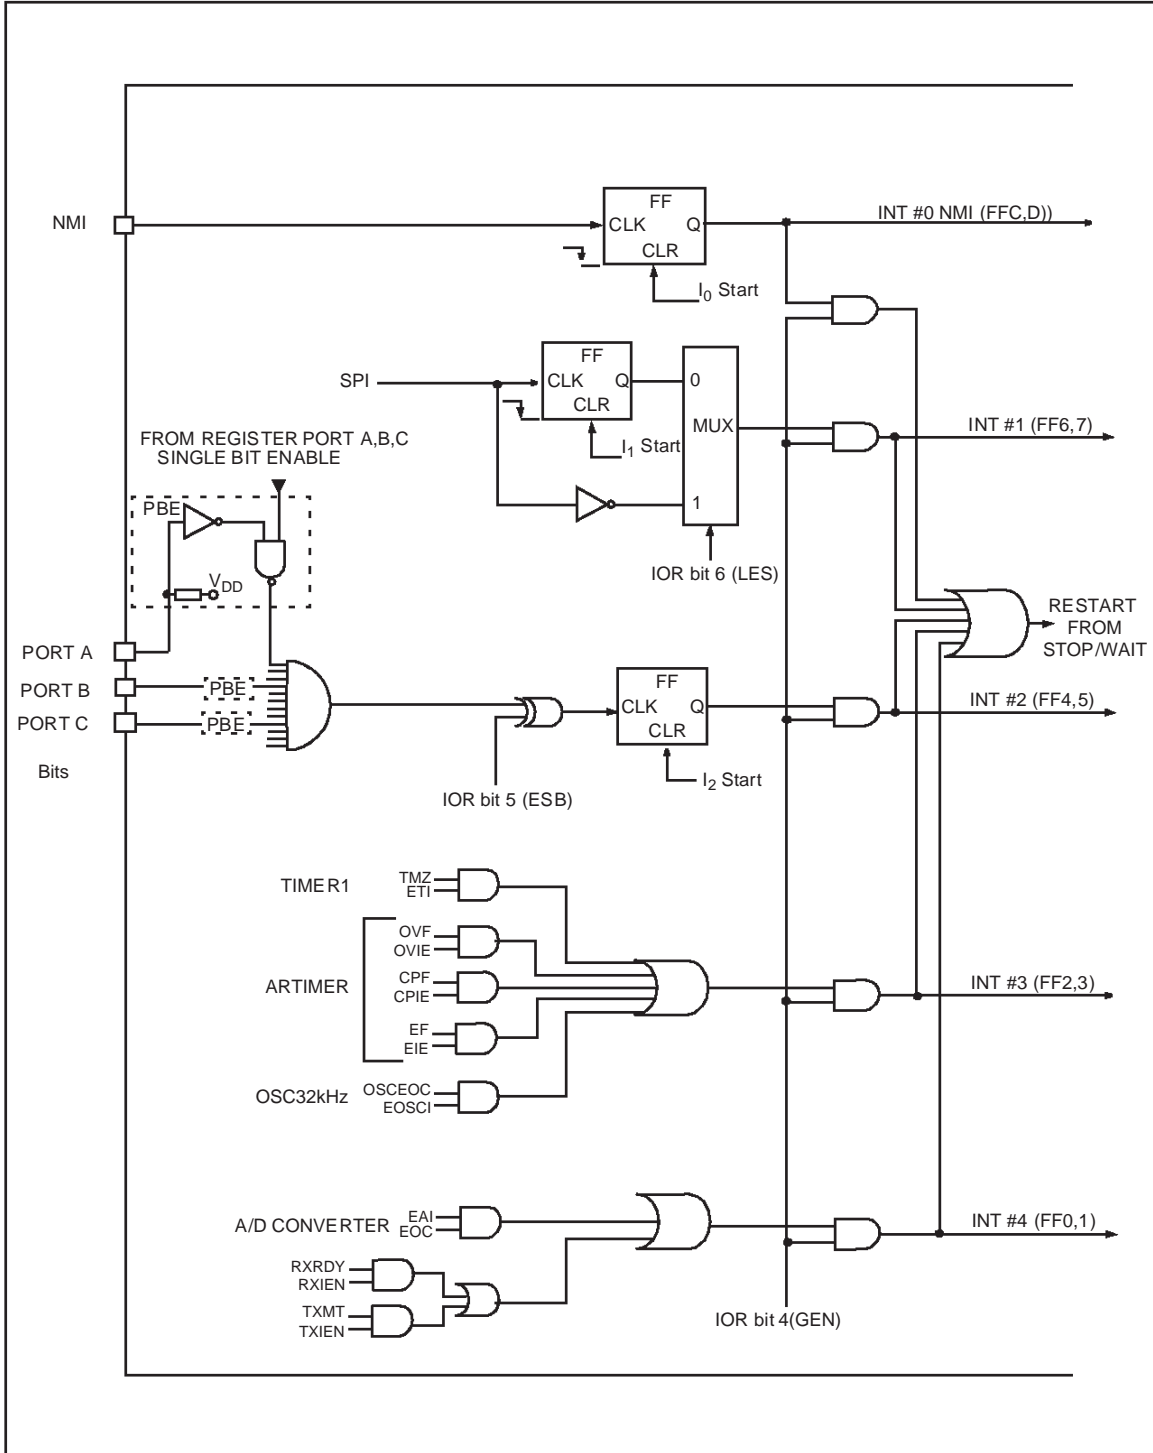 NMI
FF
CLK
Q
CLR
I0 Start
INT #0 NMI (FFC,D))
SPI
FF
CLK
Q
CLR
I1 Start
0
MUX
1
IOR bit 6 (LES)
INT #1 (FF6,7)
FROM REGISTER PORT A,B,C
SINGLE BIT ENABLE
PBE
VDD
PORT A
PORT B
PBE
PORT C
PBE
Bits
IOR bit 5 (ESB)
FF
CLK
Q
CLR
I2 Start
INT #2 (FF4,5)
RESTART
FROM
STOP/WAIT
TIMER1
TMZ
ETI
ARTIMER
OVF
OVIE
CPF
CPIE
EF
EIE
OSC32kHz
OSCEOC
EOSCI
INT #3 (FF2,3)
A/D CONVERTER
EAI
EOC
RXRDY
RXIEN
TXMT
TXIEN
INT #4 (FF0,1)
IOR bit 4(GEN)